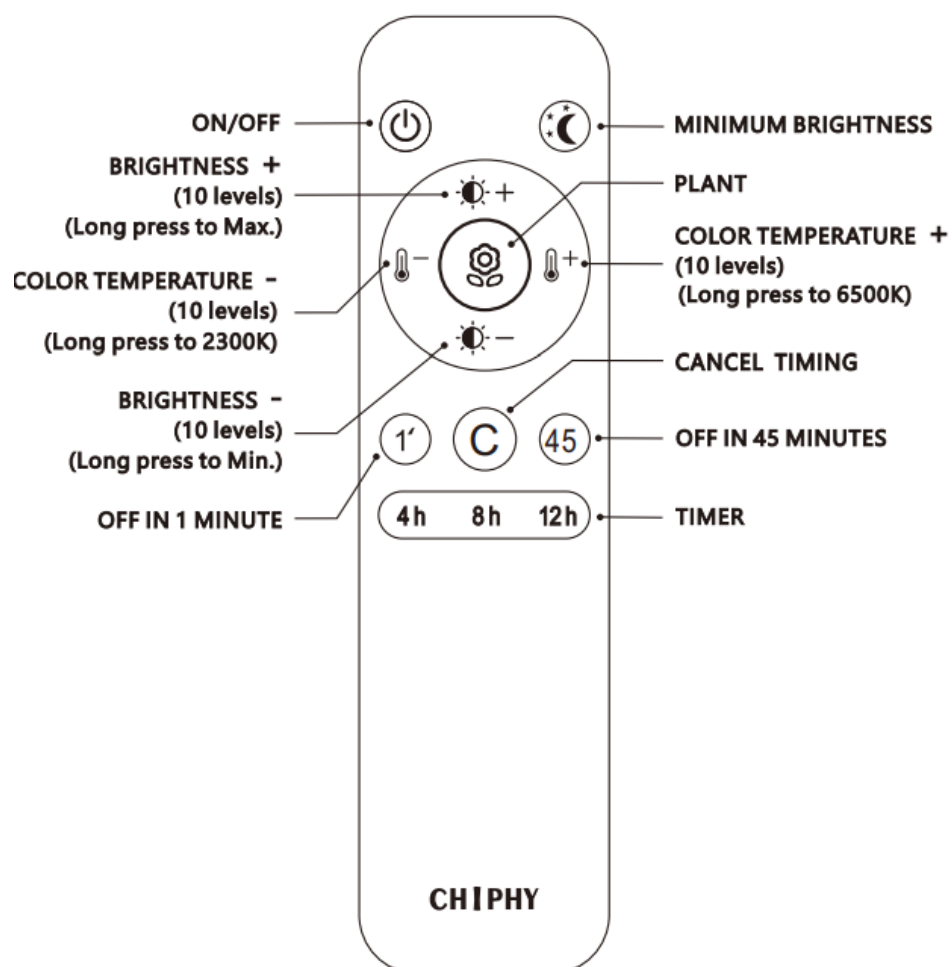 ON/OFF
MINIMUM BRIGHTNESS
BRIGHTNESS +
(10 levels)
(Long press to Max.)
+
PLANT
COLOR TEMPERATURE +
(10 levels)
(Long press to 6500K)
−
+
COLOR TEMPERATURE -
(10 levels)
(Long press to 2300K)
−
CANCEL TIMING
BRIGHTNESS -
(10 levels)
(Long press to Min.)
1‘
C
45
OFF IN 45 MINUTES
OFF IN 1 MINUTE
4h 8h 12h
TIMER
CHIPHY